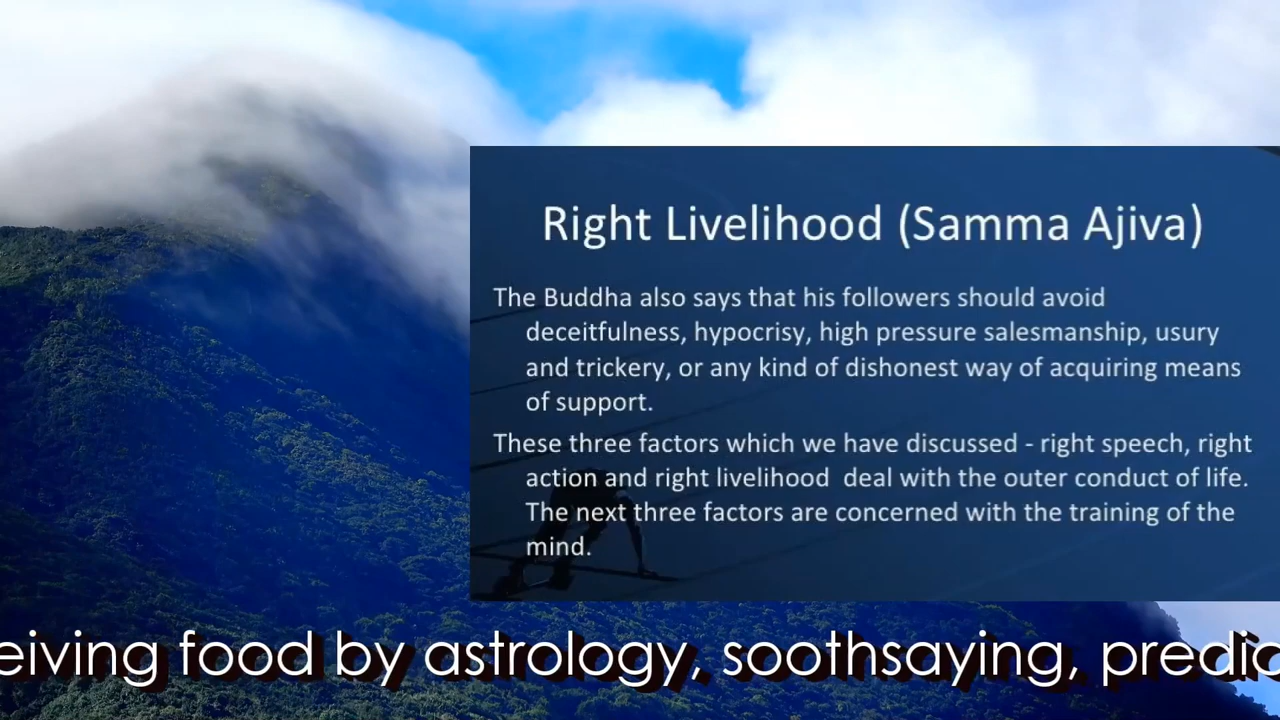 Right Livelihood (Samma Ajiva)
The Buddha also says that his followers should avoid
deceitfulness, hypocrisy, high pressure salesmanship, usury
and trickery, or any kind of dishonest way of acquiring means
of support.
These three factors which we have discussed - right speech, right
action and right livelihood deal with the outer conduct of life.
The next three factors are concerned with the training of the
mind.
food by astrology, soothsaying,